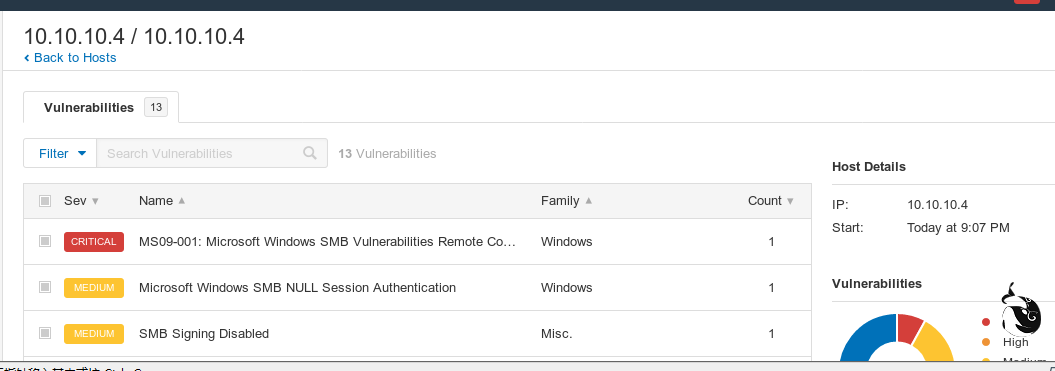 10.10.10.4 / 10.10.10.4
Back to Hosts
Vulnerabilities 13
Filter Search Vulnerabilities 13 Vulnerabilities
Host Details
Sev Name Family Count
IP: 10.10.10.4
Start: Today at 9:07 PM
CRITICAL MS09-001: Microsoft Windows SMB Vulnerabilities Remote Co… Windows 1
MEDIUM Microsoft Windows SMB NULL Session Authentication Windows 1
Vulnerabilities
MEDIUM SMB Signing Disabled Misc. 1
High
Medium